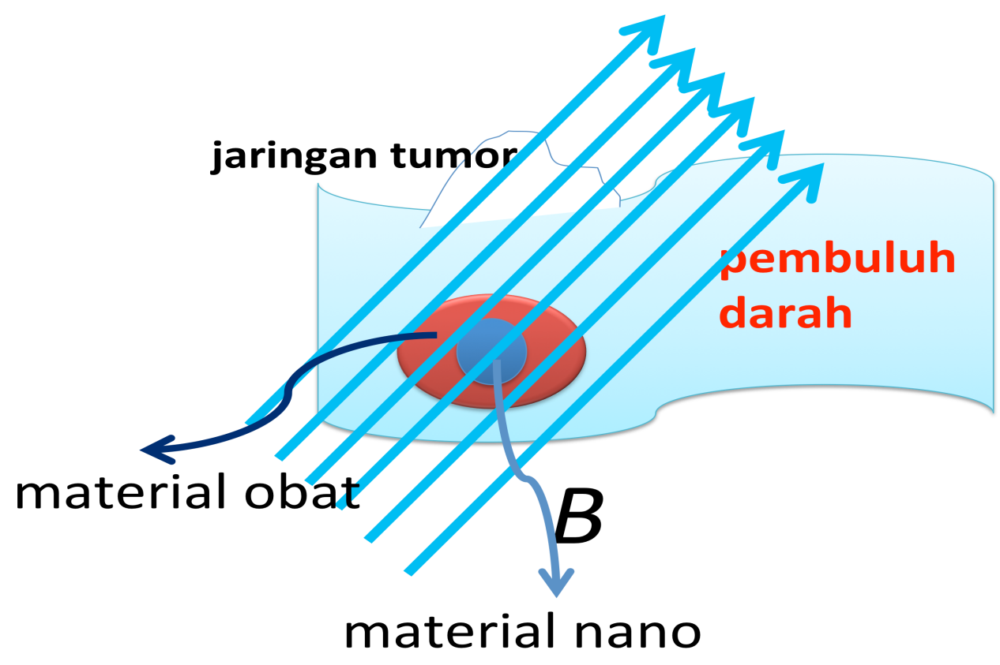 jaringan tumor
pembuluh
darah
material obat
B
material nano